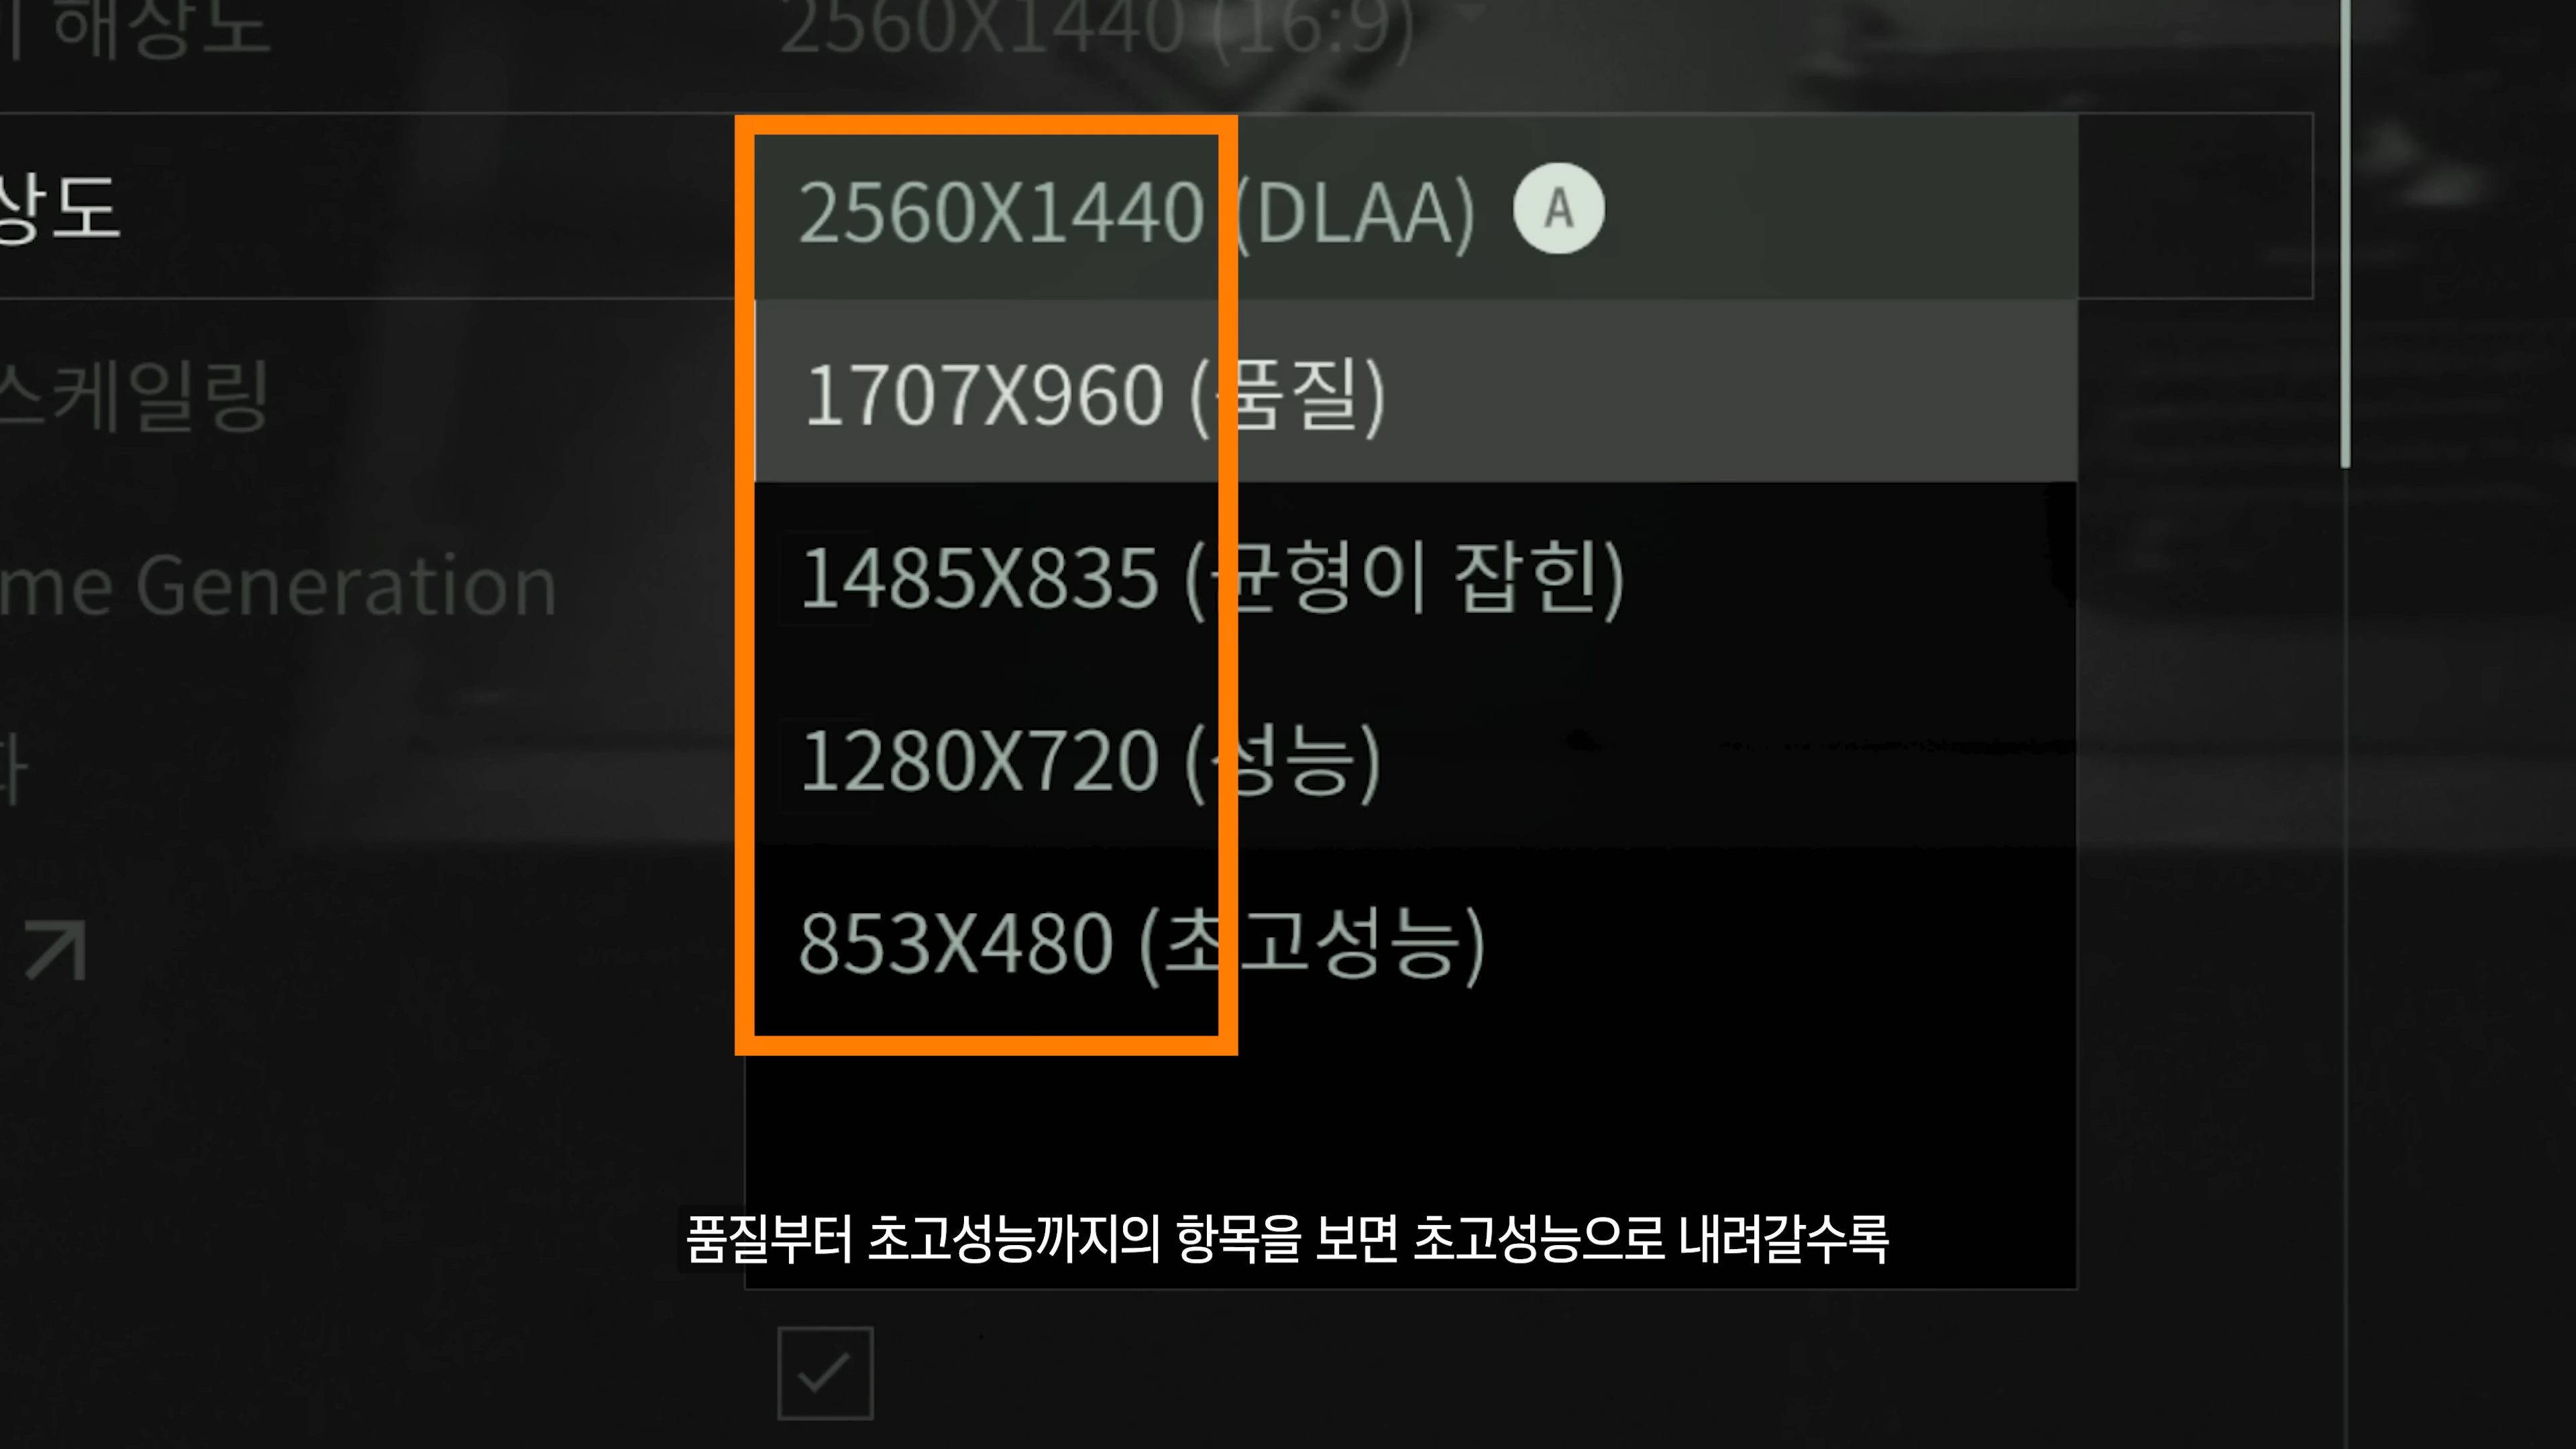 해상도 2560X1440 (16:9)
상도 2560X1440 (DLAA) A
스케일링 1707X960 (품질)
me Generation 1485X835 (균형이 잡힌)
1280X720 (성능)
853X480 (초고성능)
품질부터 초고성능까지의 항목을 보면 초고성능으로 내려갈수록